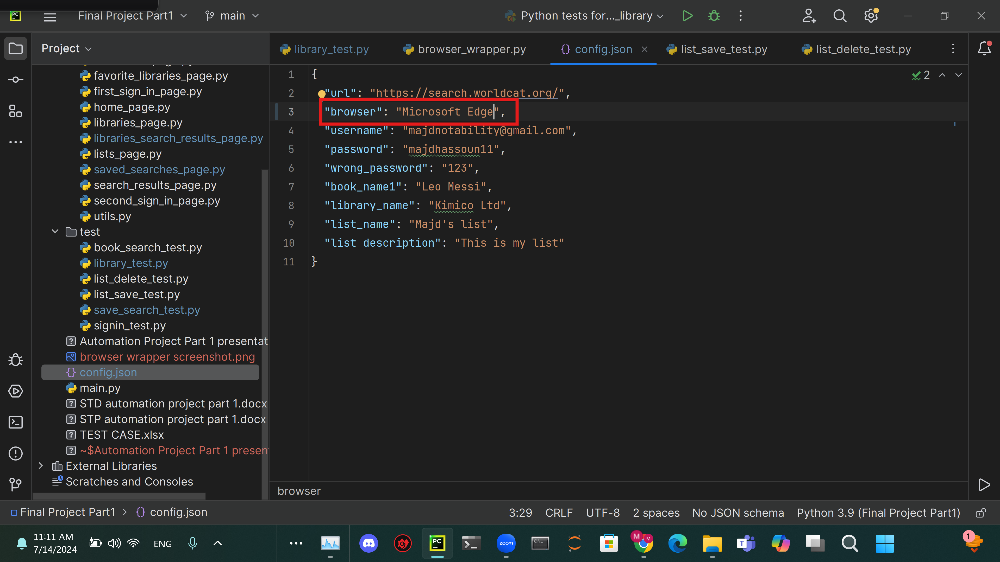 Final Project Part1
main
Python tests for..._library
Project
library_test.py
browser_wrapper.py
config.json
list_save_test.py
list_delete_test.py
favorite_libraries_page.py
first_sign_in_page.py
home_page.py
libraries_page.py
libraries_search_results_page.py
lists_page.py
saved_searches_page.py
search_results_page.py
second_sign_in_page.py
utils.py
test
book_search_test.py
library_test.py
list_delete_test.py
list_save_test.py
save_search_test.py
signin_test.py
Automation Project Part 1 presentat
browser wrapper screenshot.png
config.json
main.py
STD automation project part 1.docx
STP automation project part 1.docx
TEST CASE.xlsx
~$Automation Project Part 1 presen
External Libraries
Scratches and Consoles
2
1 {
2 "url": "https://search.worldcat.org/",
3 "browser": "Microsoft Edge",
4 "username": "majdnotability@gmail.com",
5 "password": "majdhassoun11",
6 "wrong_password": "123",
7 "book_name1": "Leo Messi",
8 "library_name": "Kimico Ltd",
9 "list_name": "Majd's list",
10 "list description": "This is my list"
11 }
browser
Final Project Part1 > config.json
3:29 CRLF UTF-8 2 spaces No JSON schema Python 3.9 (Final Project Part1)
11:11 AM
7/14/2024
ENG
PC
zoom
M
M
T
1
PC